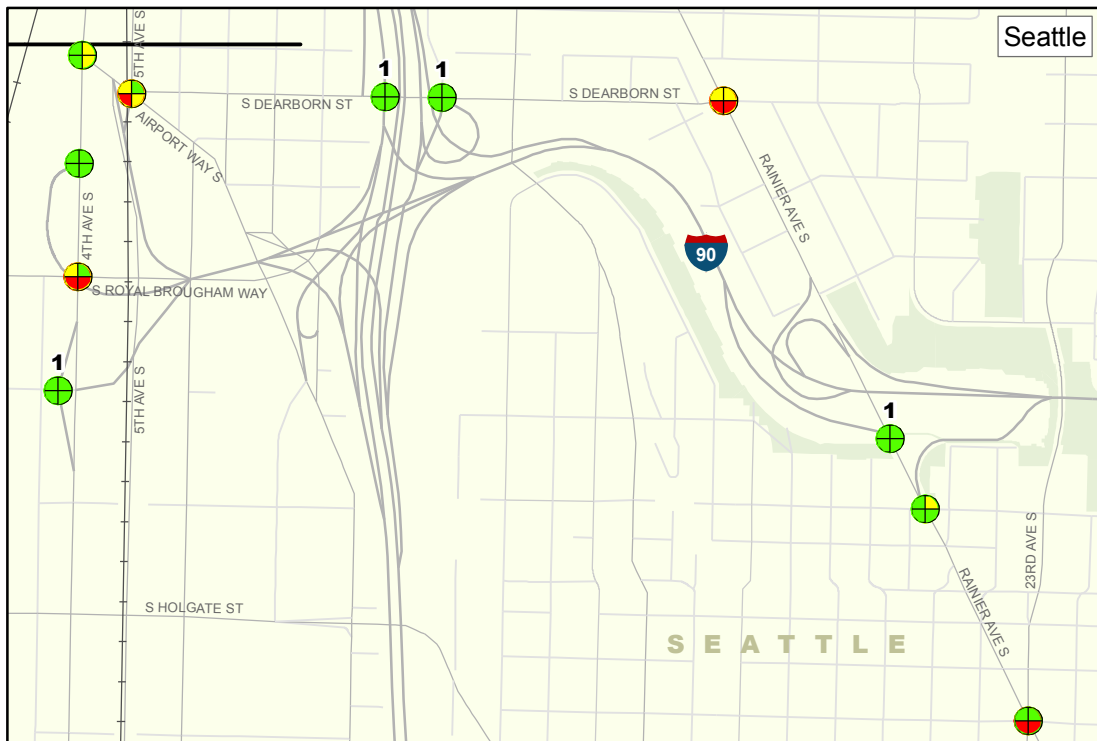 Seattle
5TH AVE S
1
1
S DEARBORN ST
S DEARBORN ST
AIRPORT WAY S
RAINIER AVE S
4TH AVE S
90
S ROYAL BROUGHAM WAY
1
5TH AVE S
1
23RD AVE S
RAINIER AVE S
S HOLGATE ST
SEATTLE